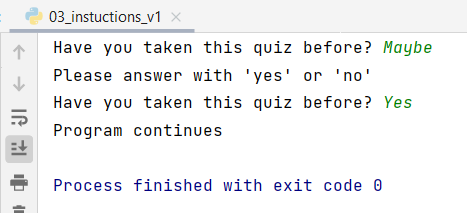 03_instuctions_v1
Have you taken this quiz before? Maybe
Please answer with 'yes' or 'no'
Have you taken this quiz before? Yes
Program continues
Process finished with exit code 0